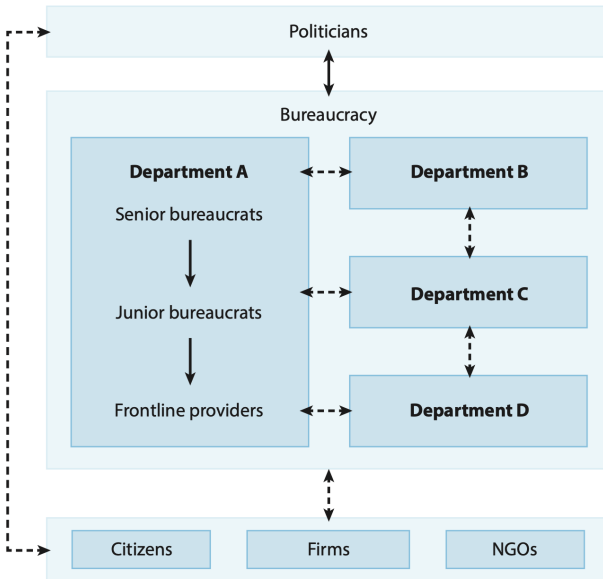 Politicians
Bureaucracy
Department A
Senior bureaucrats
Junior bureaucrats
Frontline providers
Department B
Department C
Department D
Citizens
Firms
NGOs